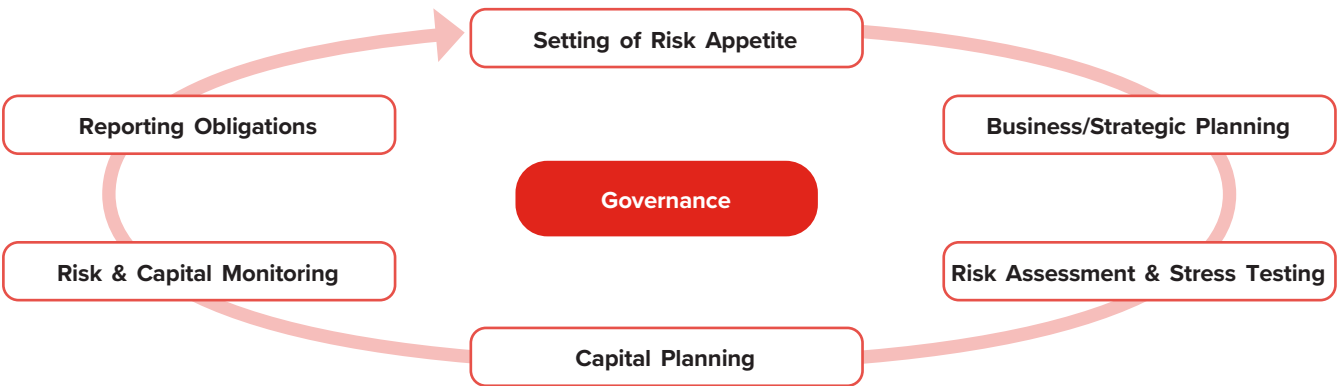 Setting of Risk Appetite
Reporting Obligations
Business/Strategic Planning
Governance
Risk & Capital Monitoring
Risk Assessment & Stress Testing
Capital Planning